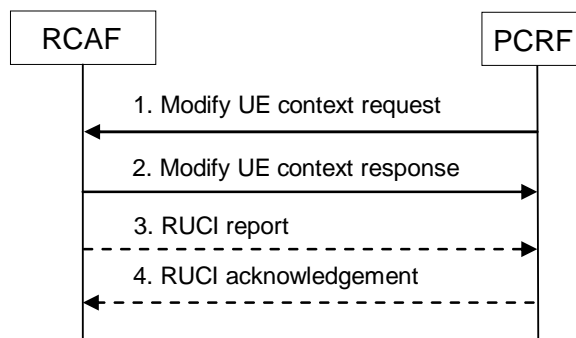 RCAF
PCRF
1. Modify UE context request
2. Modify UE context response
3. RUCI report
4. RUCI acknowledgement